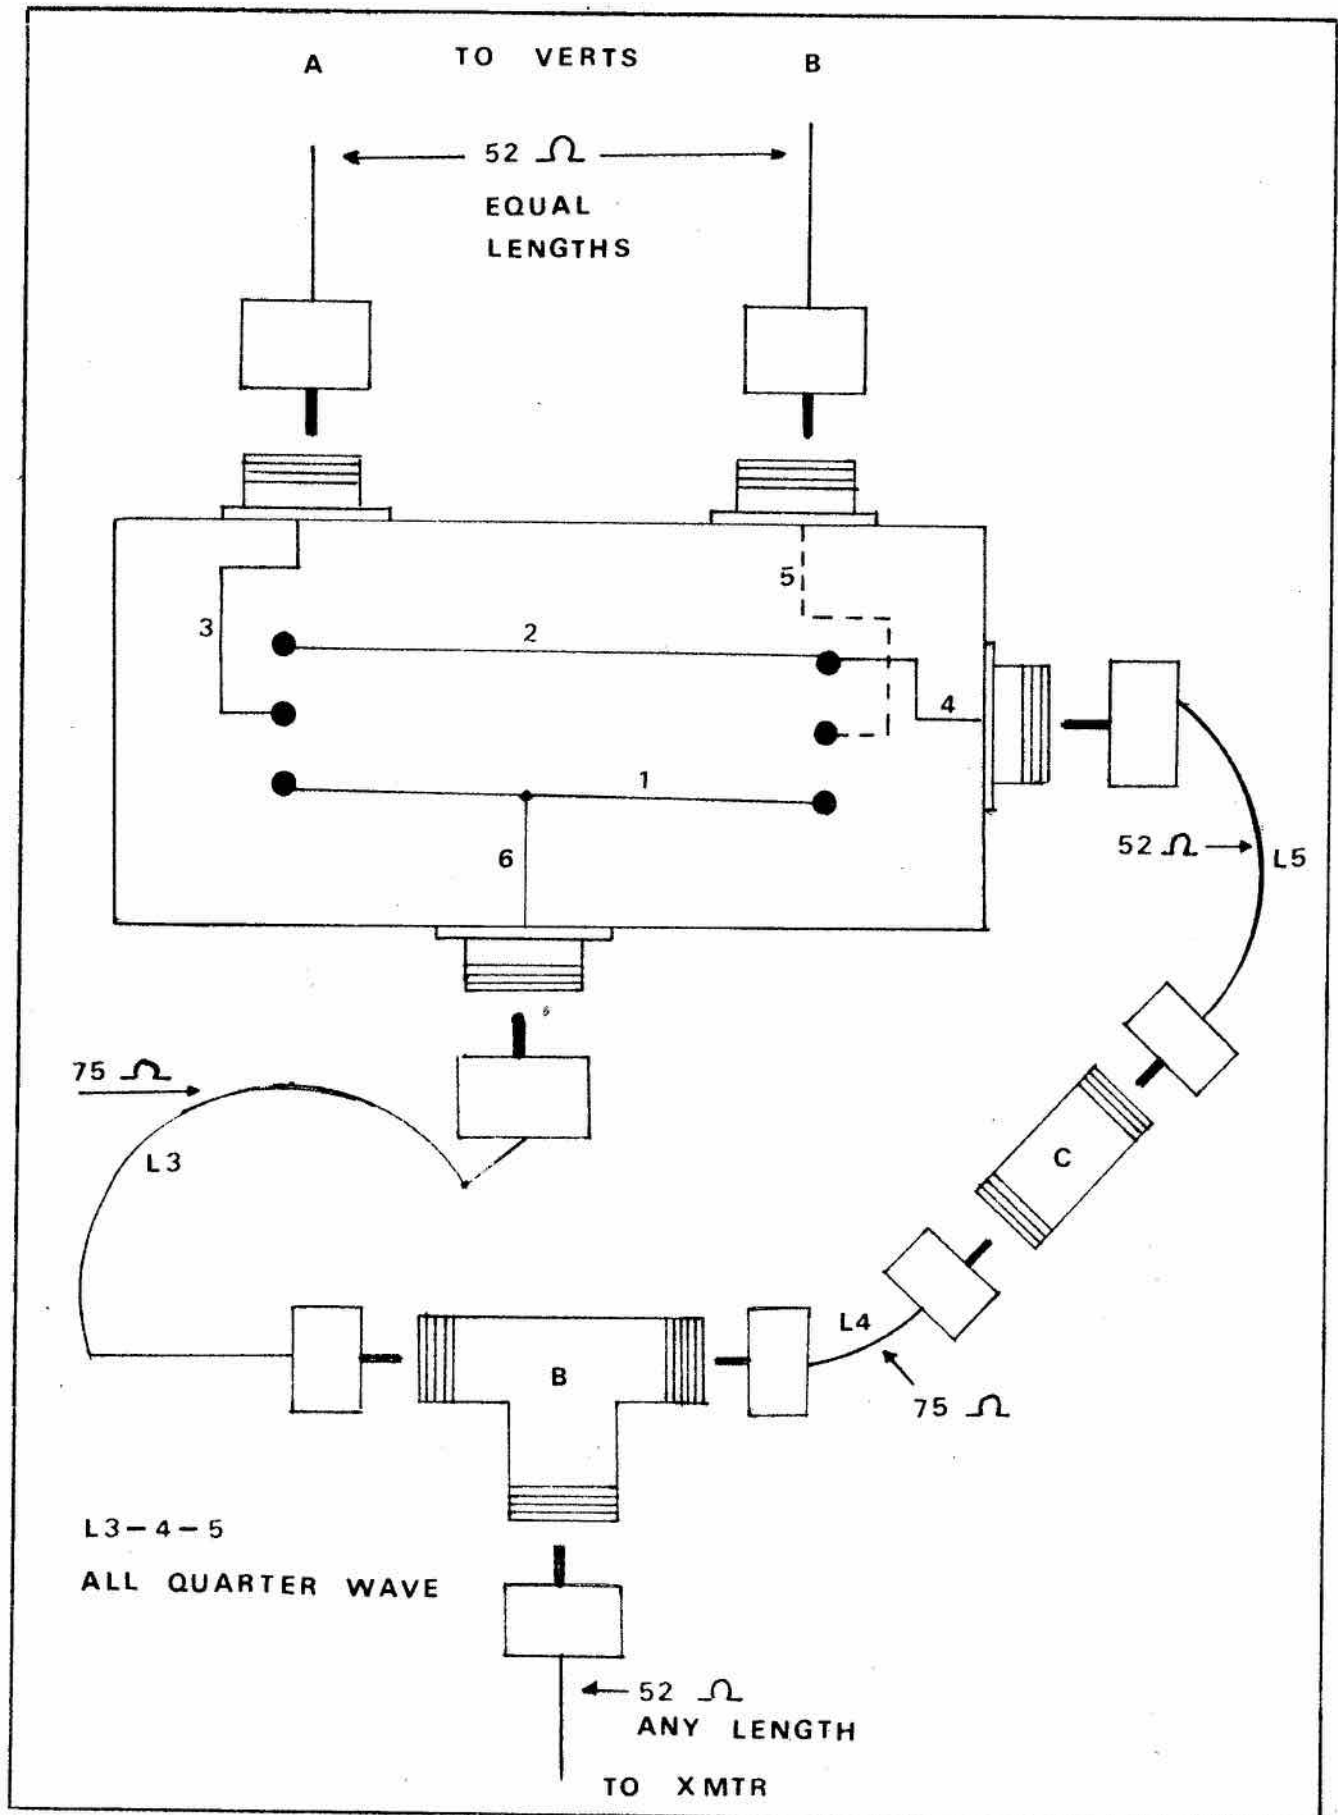 A TO VERTS B
52 Ω
EQUAL
LENGTHS
5
3
2
4
1
6
52 Ω
L5
75 Ω
L3
C
L4
B
75 Ω
L3-4-5
ALL QUARTER WAVE
52 Ω
ANY LENGTH
TO XMTR